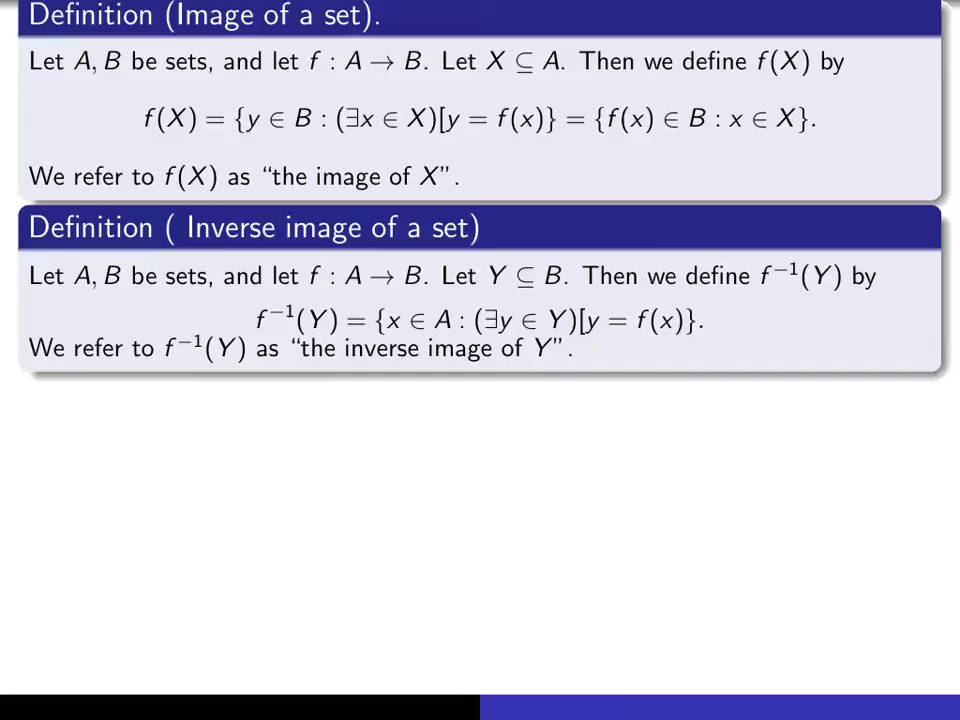 Definition (Image of a set).
Let A, B be sets, and let f : A → B. Let X ⊆ A. Then we define f(X) by
f(X) = {y ∈ B : (∃x ∈ X)[y = f(x)} = {f(x) ∈ B : x ∈ X}.
We refer to f(X) as “the image of X”.
Definition ( Inverse image of a set)
Let A, B be sets, and let f : A → B. Let Y ⊆ B. Then we define f⁻¹(Y) by
f⁻¹(Y) = {x ∈ A : (∃y ∈ Y)[y = f(x)}.
We refer to f⁻¹(Y) as “the inverse image of Y”.